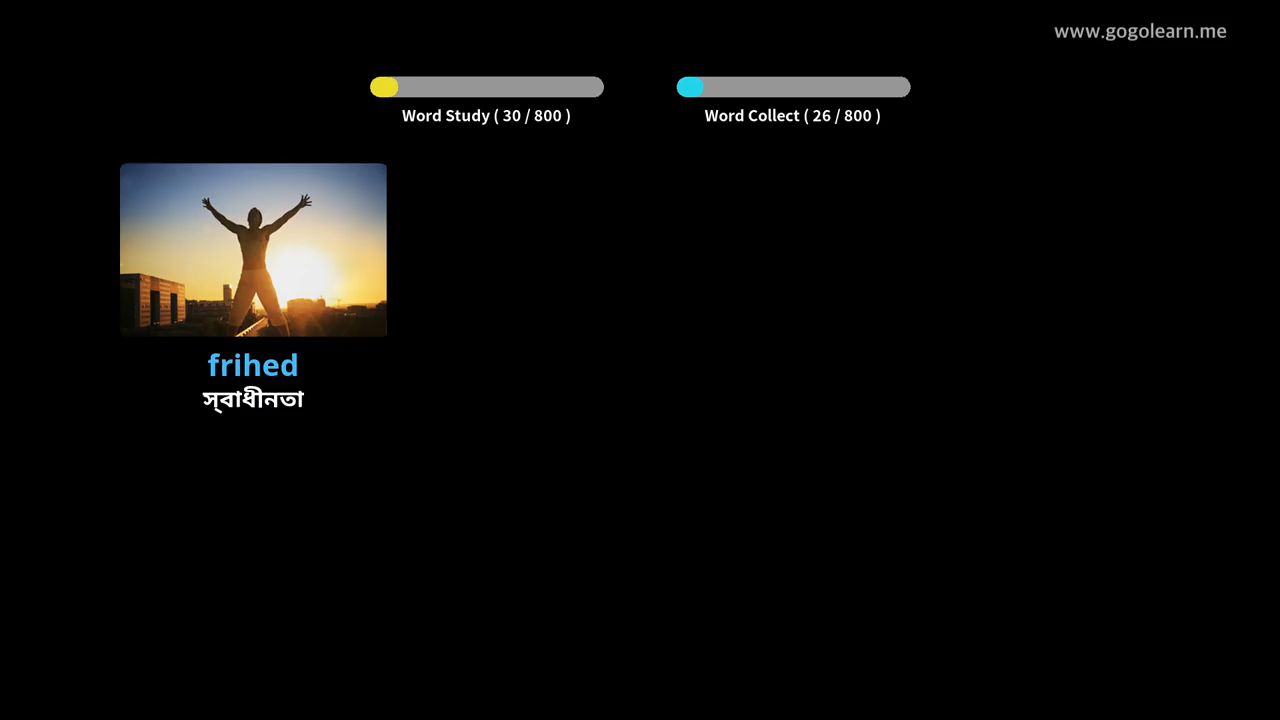 www.gogolearn.me
Word Study ( 30 / 800 )
Word Collect ( 26 / 800 )
frihed
স্‌বাধীনতা